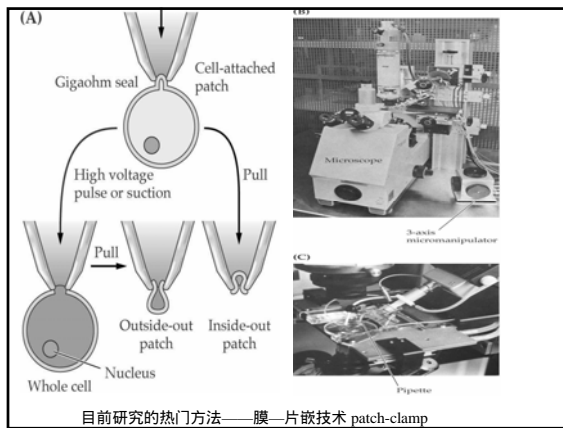 (A)
Gigaohm seal
Cell-attached
patch
High voltage
pulse or suction
Pull
Pull
Outside-out
patch
Inside-out
patch
Nucleus
Whole cell
(B)
Microscope
3-axis
micromanipulator
(C)
Pipette
目前研究的热门方法——膜—片嵌技术 patch-clamp